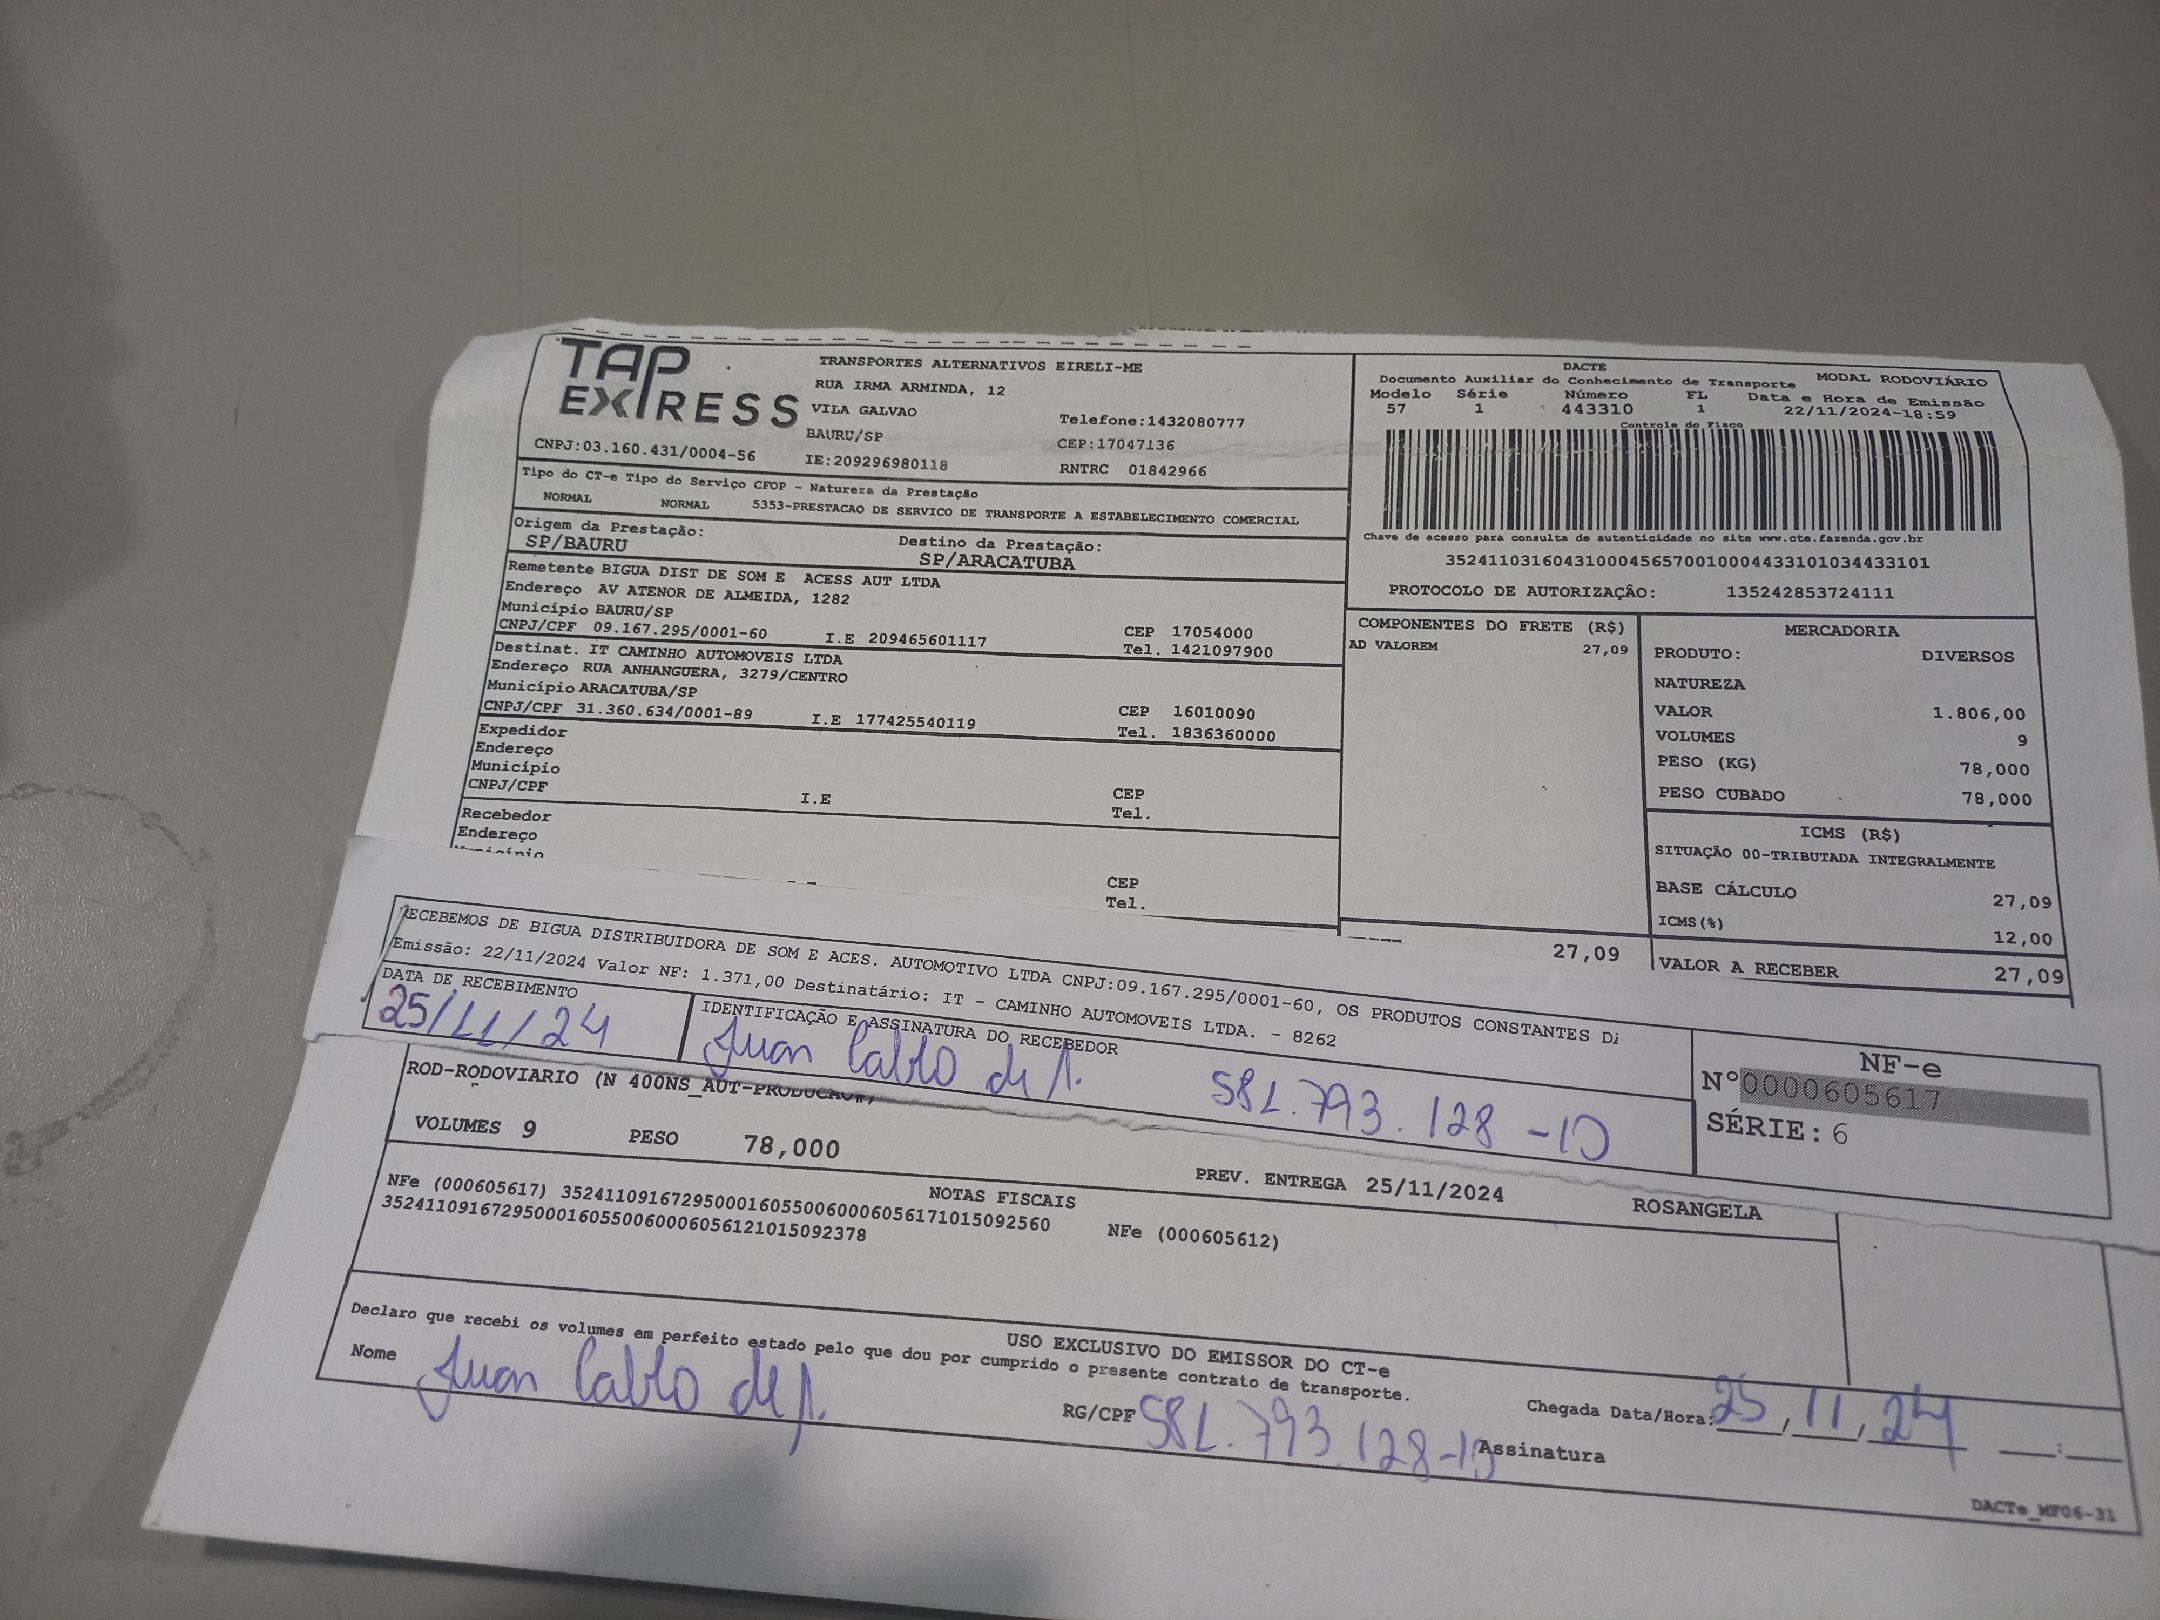 TAP EXPRESS
TRANSPORTES ALTERNATIVOS EIRELI-ME
RUA IRMA ARMINDA, 12
VILA GALVAO
Telefone:1432080777
BAURU/SP
CEP:17047136
CNPJ:03.160.431/0004-56
IE:209296980118
RNTRC 01842966
Tipo do CT-e Tipo do Serviço CFOP - Natureza da Prestação
NORMAL NORMAL 5353-PRESTACAO DE SERVICO DE TRANSPORTE A ESTABELECIMENTO COMERCIAL
Origem da Prestação:
SP/BAURU
Destino da Prestação:
SP/ARACATUBA
Remetente BIGUA DIST DE SOM E ACESS AUT LTDA
Endereço AV ATENOR DE ALMEIDA, 1282
Município BAURU/SP
CNPJ/CPF 09.167.295/0001-60 I.E 209465601117
CEP 17054000
Tel. 1421097900
Destinat. IT CAMINHO AUTOMOVEIS LTDA
Endereço RUA ANHANGUERA, 3279/CENTRO
Município ARACATUBA/SP
CNPJ/CPF 31.360.634/0001-89 I.E 177425540119
CEP 16010090
Tel. 1836360000
Expedidor
Endereço
Município
CNPJ/CPF I.E
CEP
Tel.
Recebedor
Endereço
Município
CEP
Tel.
DACTE
Documento Auxiliar do Conhecimento de Transporte MODAL RODOVIÁRIO
Modelo Série Número FL Data e Hora de Emissão
57 1 443310 1 22/11/2024-18:59
Controle do Fisco
Chave de acesso para consulta de autenticidade no site www.cte.fazenda.gov.br
35241103160431000456570010004433101034433101
PROTOCOLO DE AUTORIZAÇÃO: 135242853724111
COMPONENTES DO FRETE (R$)
AD VALOREM 27,09
27,09
MERCADORIA
PRODUTO: DIVERSOS
NATUREZA
VALOR 1.806,00
VOLUMES 9
PESO (KG) 78,000
PESO CUBADO 78,000
ICMS (R$)
SITUAÇÃO 00-TRIBUTADA INTEGRALMENTE
BASE CÁLCULO 27,09
ICMS(%) 12,00
VALOR A RECEBER 27,09
RECEBEMOS DE BIGUA DISTRIBUIDORA DE SOM E ACES. AUTOMOTIVO LTDA CNPJ:09.167.295/0001-60, OS PRODUTOS CONSTANTES
Emissão: 22/11/2024 Valor NF: 1.371,00 Destinatário: IT - CAMINHO AUTOMOVEIS LTDA. - 8262
DATA DE RECEBIMENTO
25/11/24
IDENTIFICAÇÃO E ASSINATURA DO RECEBEDOR
Juan
NF-e
Nº0000605617
SÉRIE: 6
ROD-RODOVIARIO (N 400NS_AUT-PRODUCAO#)
VOLUMES 9 PESO 78,000
PREV. ENTREGA 25/11/2024
ROSANGELA
NOTAS FISCAIS
NFe (000605617) 35241109167295000160550060006056171015092560 NFe (000605612)
35241109167295000160550060006056121015092378
USO EXCLUSIVO DO EMISSOR DO CT-e
Declaro que recebi os volumes em perfeito estado pelo que dou por cumprido o presente contrato de transporte.
Nome Juan
RG/CPF
Assinatura
Chegada Data/Hora: 25, 11, 24 :
DACTe_MF06-31